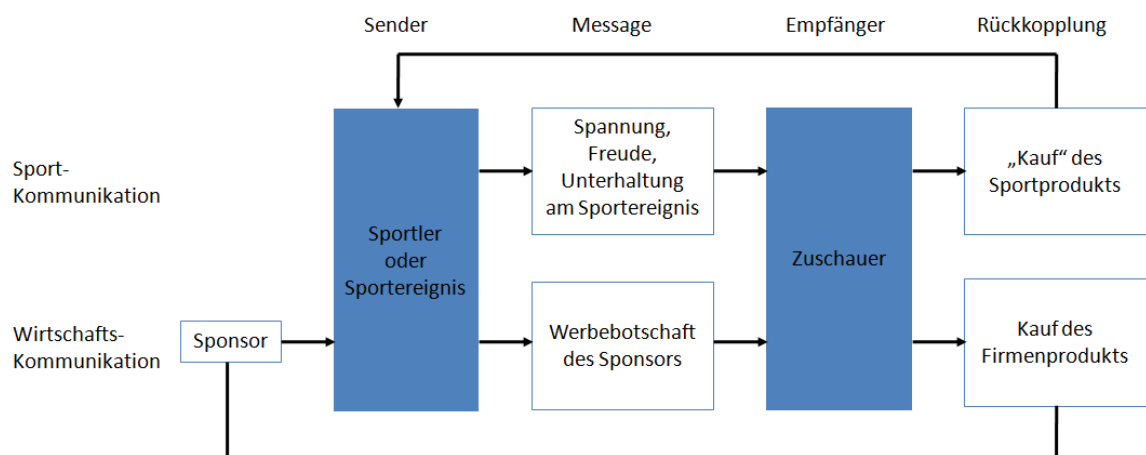 Sender
Message
Empfänger
Rückkopplung
Sport-
Kommunikation
Spannung,
Freude,
Unterhaltung
am Sportereignis
„Kauf“ des
Sportprodukts
Sportler
oder
Sportereignis
Zuschauer
Wirtschafts-
Kommunikation
Sponsor
Werbebotschaft
des Sponsors
Kauf des
Firmenprodukts